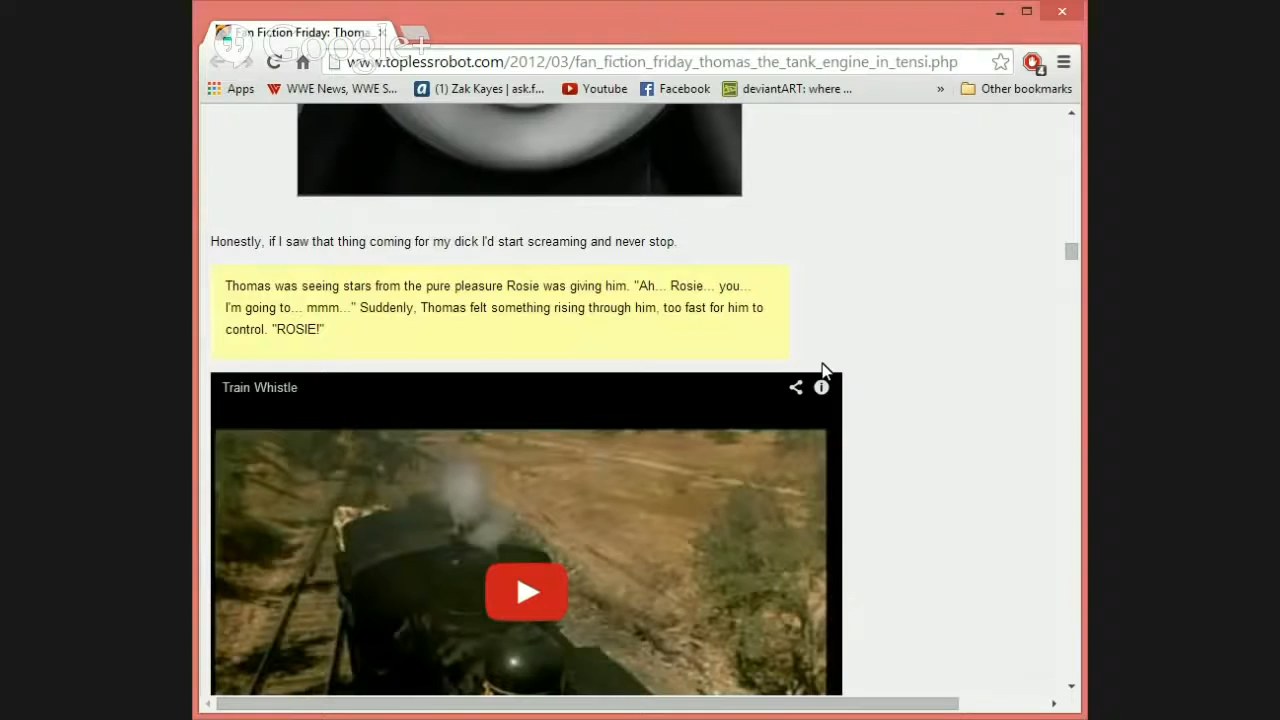 Fan Fiction Friday: Thoma
Google+
www.toplessrobot.com/2012/03/fan_fiction_friday_thomas_the_tank_engine_in_tensi.php
4
Apps WWE News, WWE S... (1) Zak Kayes | ask.f... Youtube Facebook deviantART: where ... » Other bookmarks
Honestly, if I saw that thing coming for my dick I'd start screaming and never stop.
Thomas was seeing stars from the pure pleasure Rosie was giving him. "Ah... Rosie... you...
I'm going to... mmm..." Suddenly, Thomas felt something rising through him, too fast for him to
control. "ROSIE!"
Train Whistle